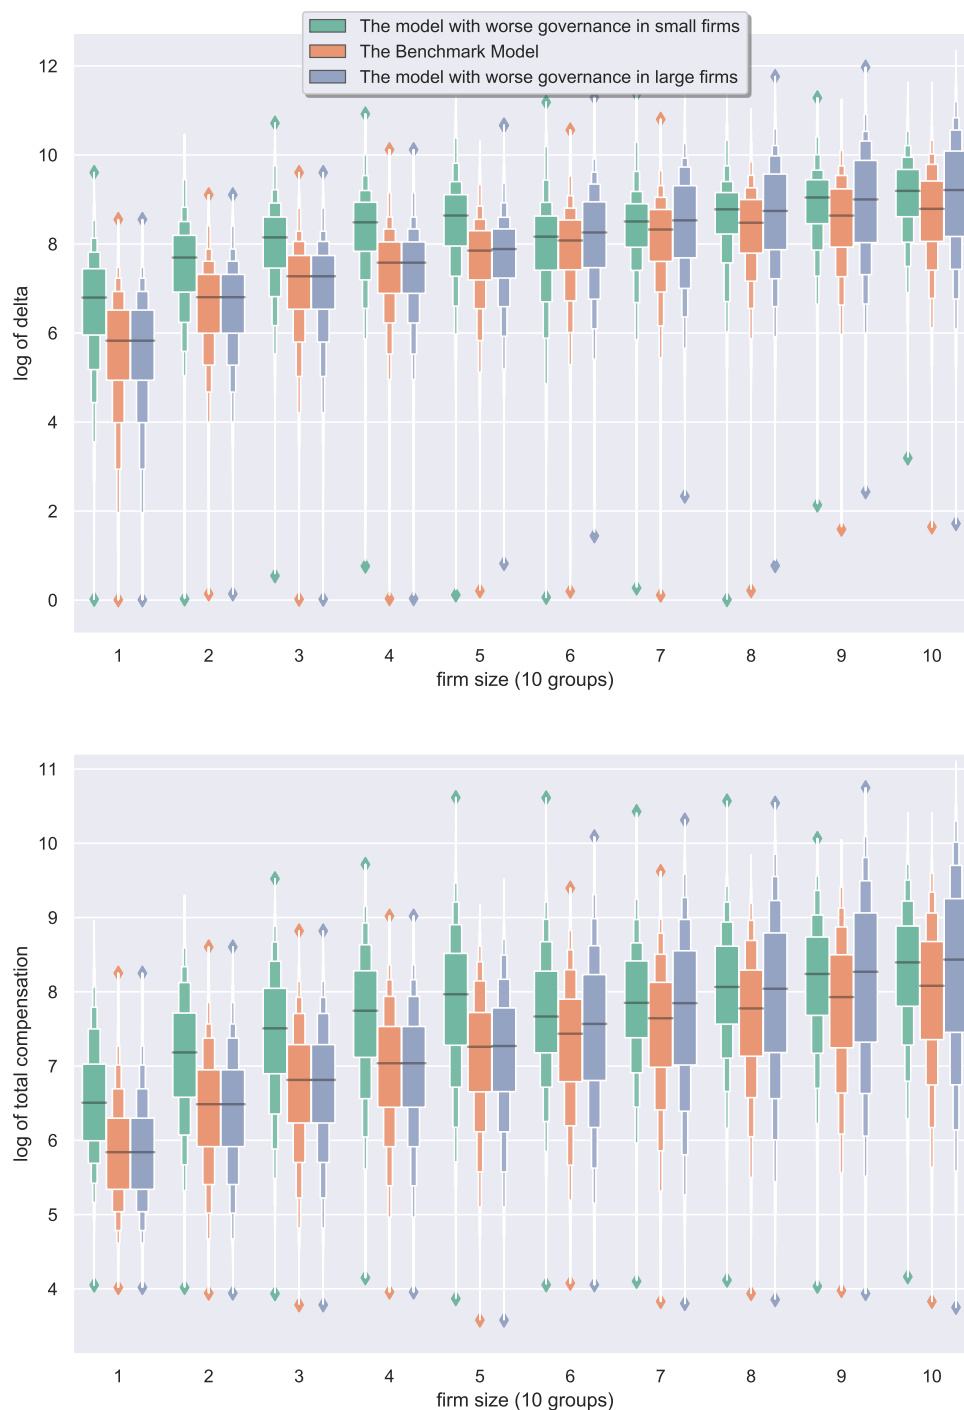 The model with worse governance in small firms
The Benchmark Model
The model with worse governance in large firms
12
10
8
6
4
2
0
log of delta
1 2 3 4 5 6 7 8 9 10
firm size (10 groups)
11
10
9
8
7
6
5
4
log of total compensation
1 2 3 4 5 6 7 8 9 10
firm size (10 groups)